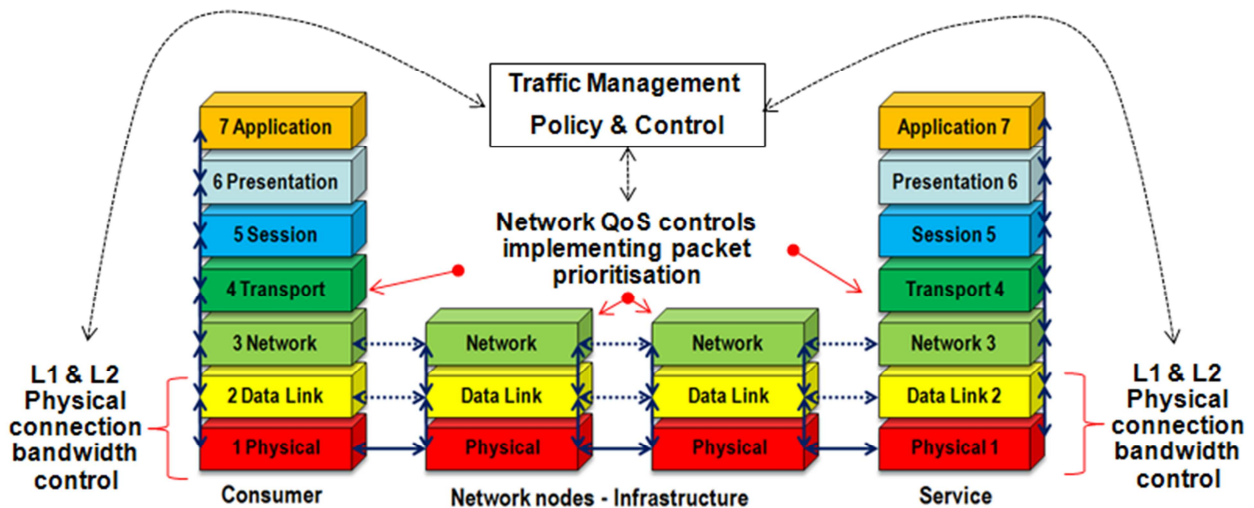 Traffic Management
Policy & Control
7 Application
6 Presentation
5 Session
4 Transport
3 Network
2 Data Link
1 Physical
Consumer
L1 & L2
Physical
connection
bandwidth
control
Network QoS controls
implementing packet
prioritisation
Network
Data Link
Physical
Network
Data Link
Physical
Network nodes - Infrastructure
Application 7
Presentation 6
Session 5
Transport 4
Network 3
Data Link 2
Physical 1
Service
L1 & L2
Physical
connection
bandwidth
control